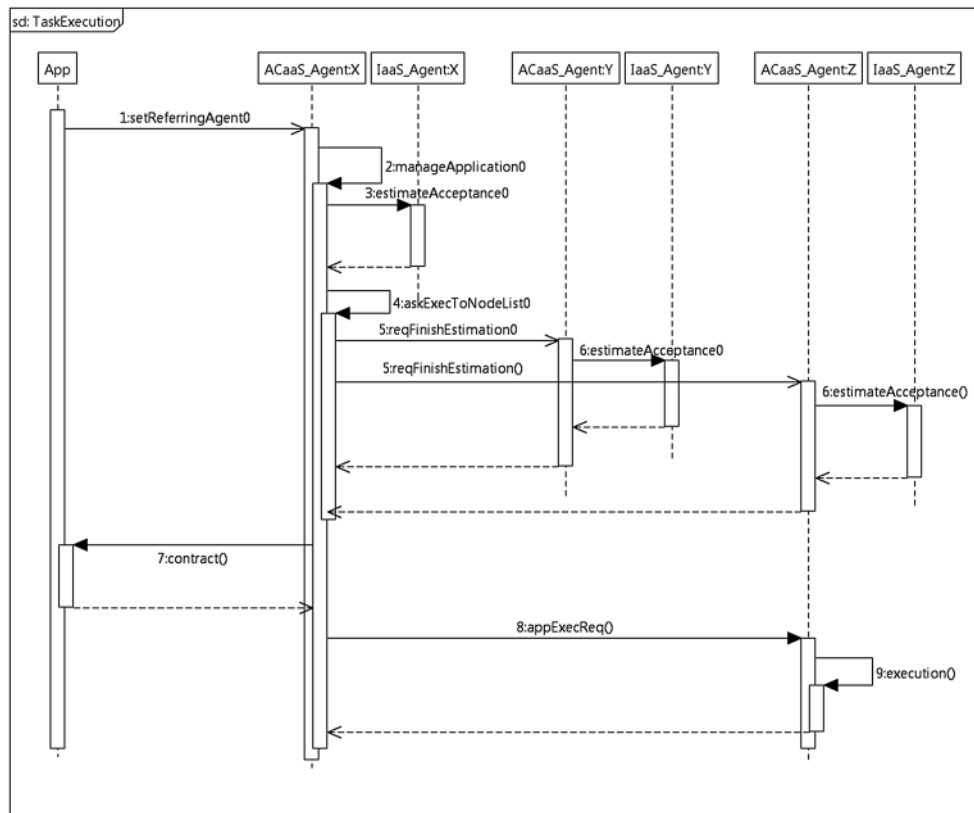 sd: TaskExecution
App
ACaaS_Agent:X
IaaS_Agent:X
ACaaS_Agent:Y
IaaS_Agent:Y
ACaaS_Agent:Z
IaaS_Agent:Z
1:setReferringAgent0
2:manageApplication0
3:estimateAcceptance0
4:askExecToNodeList0
5:reqFinishEstimation0
6:estimateAcceptance0
5:reqFinishEstimation()
6:estimateAcceptance()
7:contract()
8:appExecReq()
9:execution()